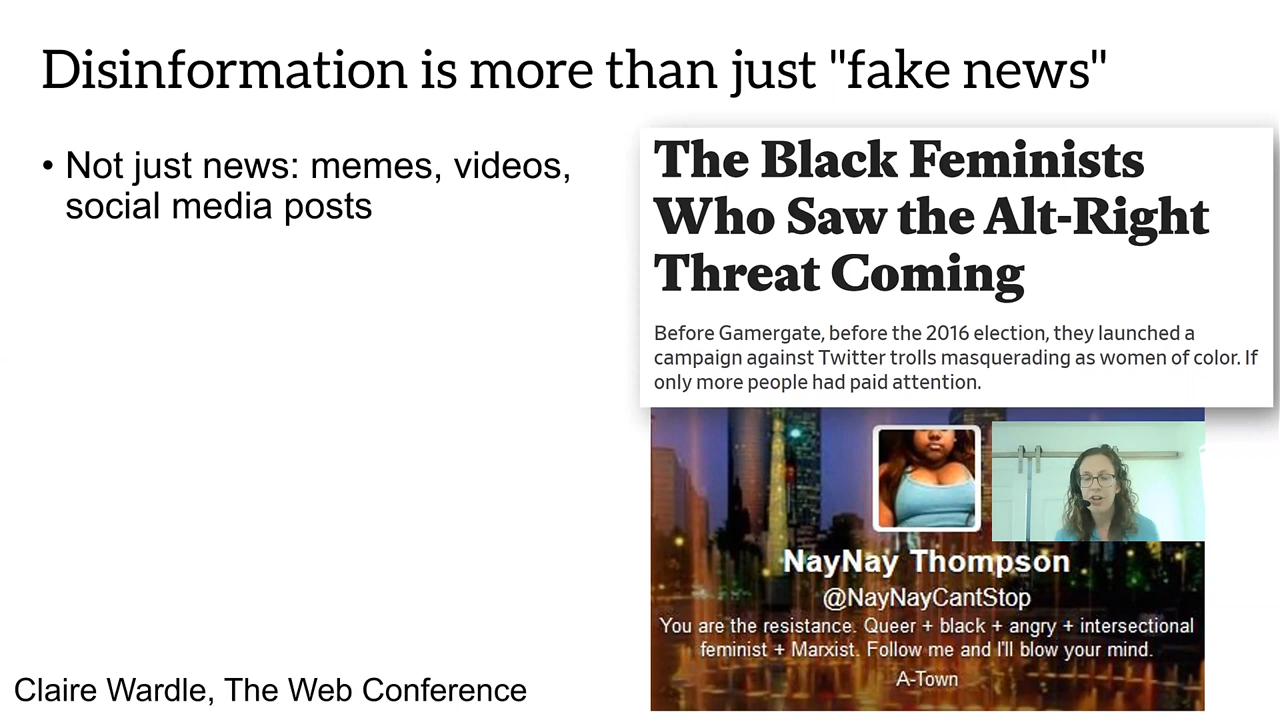 Disinformation is more than just "fake news"
• Not just news: memes, videos,
social media posts
The Black Feminists
Who Saw the Alt-Right
Threat Coming
Before Gamergate, before the 2016 election, they launched a
campaign against Twitter trolls masquerading as women of color. If
only more people had paid attention.
NayNay Thompson
@NayNayCantStop
You are the resistance. Queer + black + angry + intersectional
feminist + Marxist. Follow me and I'll blow your mind.
A-Town
Claire Wardle, The Web Conference